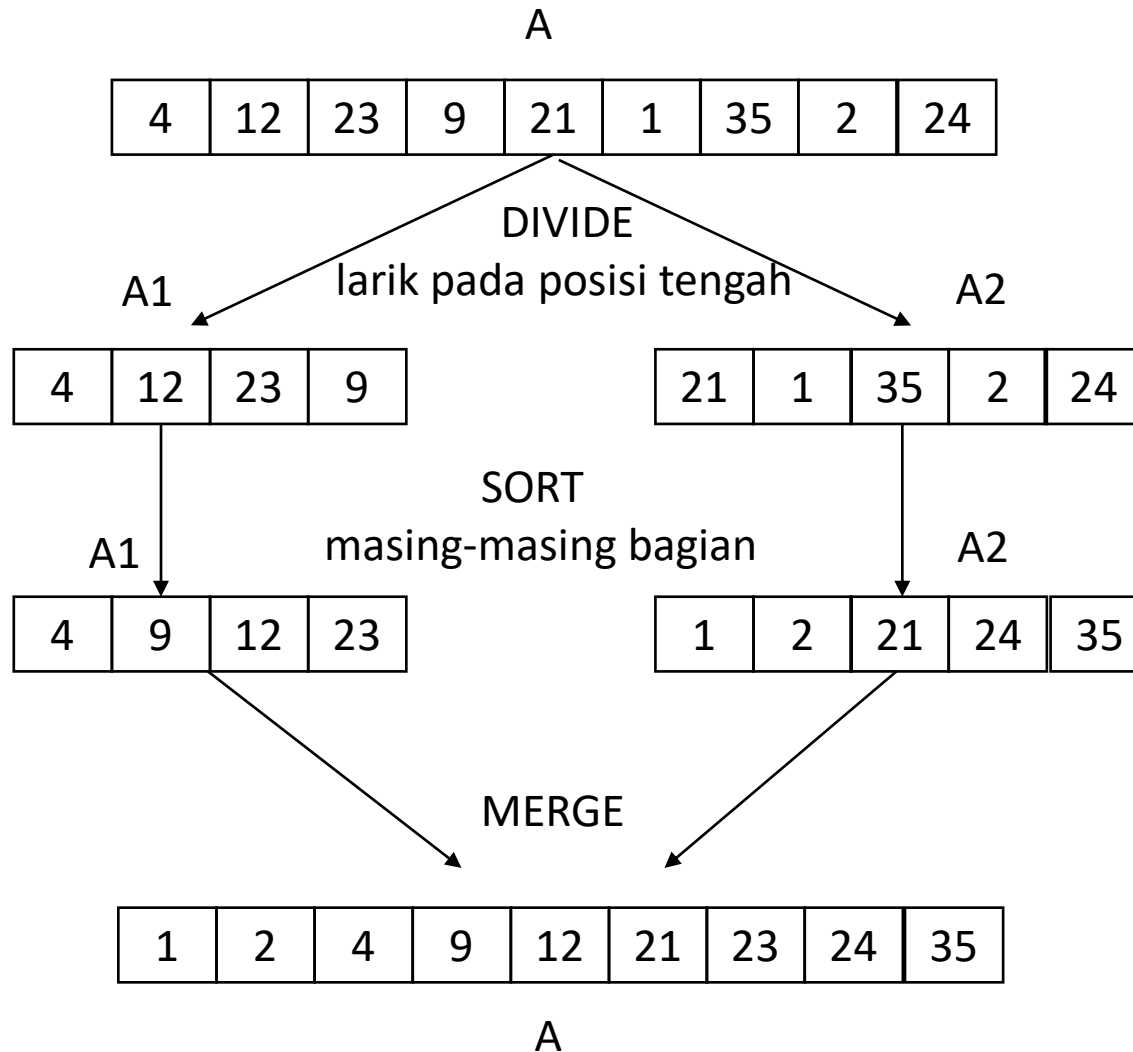 A
4 12 23 9 21 1 35 2 24
DIVIDE
larik pada posisi tengah
A1
A2
4 12 23 9
21 1 35 2 24
SORT
masing-masing bagian
A1
A2
4 9 12 23
1 2 21 24 35
MERGE
1 2 4 9 12 21 23 24 35
A